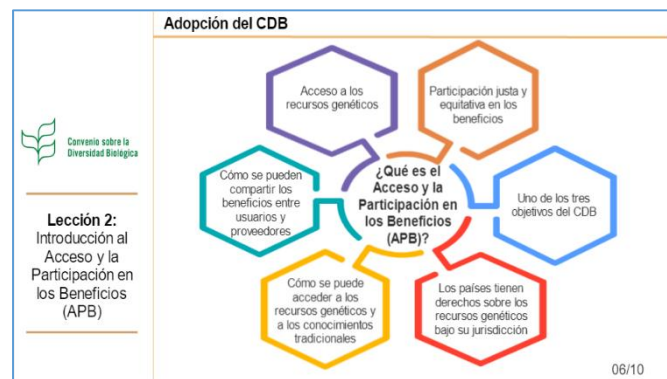 Adopción del CDB
Convenio sobre la
Diversidad Biológica
Lección 2:
Introducción al
Acceso y la
Participación en
los Beneficios
(APB)
Acceso a los
recursos genéticos
Participación justa y
equitativa en los
beneficios
Cómo se pueden
compartir los
beneficios entre
usuarios y
proveedores
¿Qué es el
Acceso y la
Participación en
los Beneficios
(APB)?
Uno de los tres
objetivos del CDB
Cómo se puede
acceder a los
recursos genéticos y
a los conocimientos
tradicionales
Los países tienen
derechos sobre los
recursos genéticos
bajo su jurisdicción
06/10